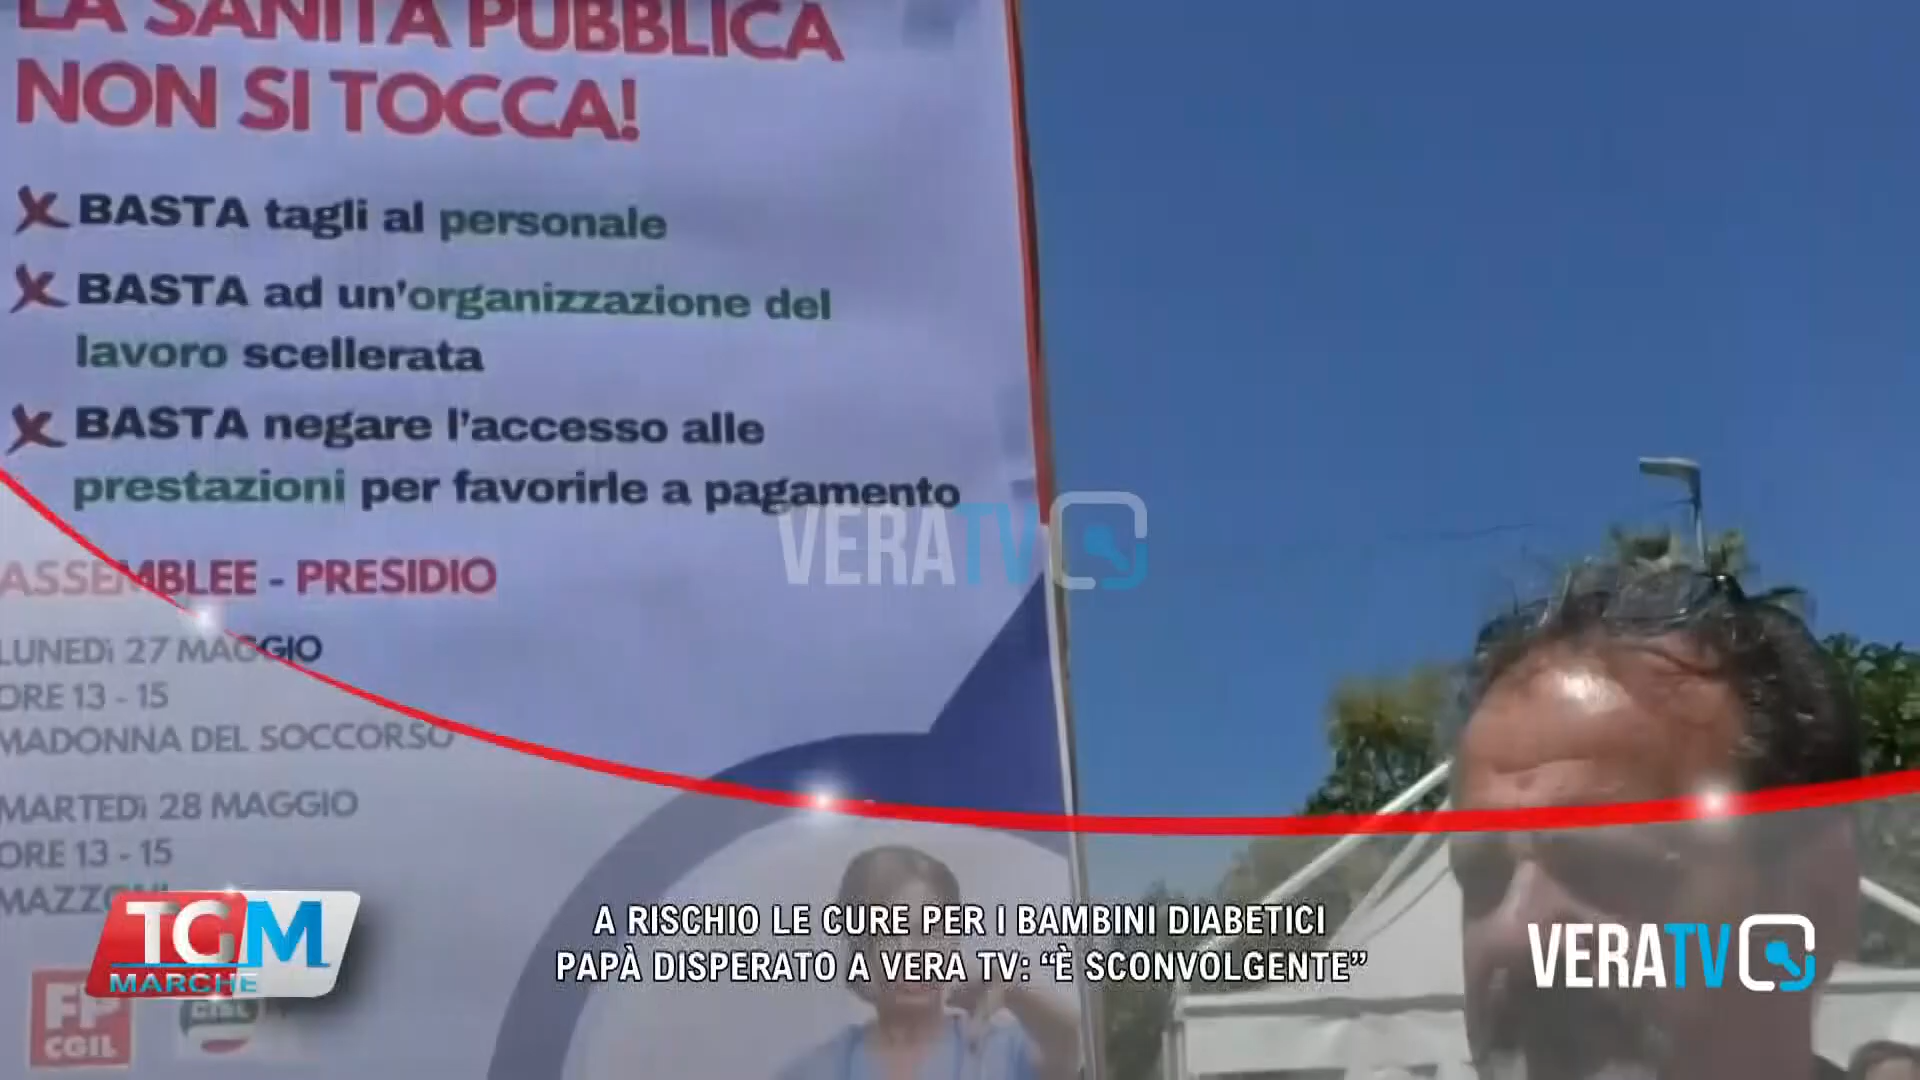 LA SANITÀ PUBBLICA
NON SI TOCCA!
BASTA tagli al personale
BASTA ad un'organizzazione del
lavoro scellerata
BASTA negare l'accesso alle
prestazioni per favorirle a pagamento
VERATV
ASSEMBLEE - PRESIDIO
LUNEDì 27 MAGGIO
ORE 13 - 15
MADONNA DEL SOCCORSO
MARTEDì 28 MAGGIO
ORE 13 - 15
TGM
MARCHE
FP
CGIL
CISL
A RISCHIO LE CURE PER I BAMBINI DIABETICI
PAPÀ DISPERATO A VERA TV: “È SCONVOLGENTE”
VERATV